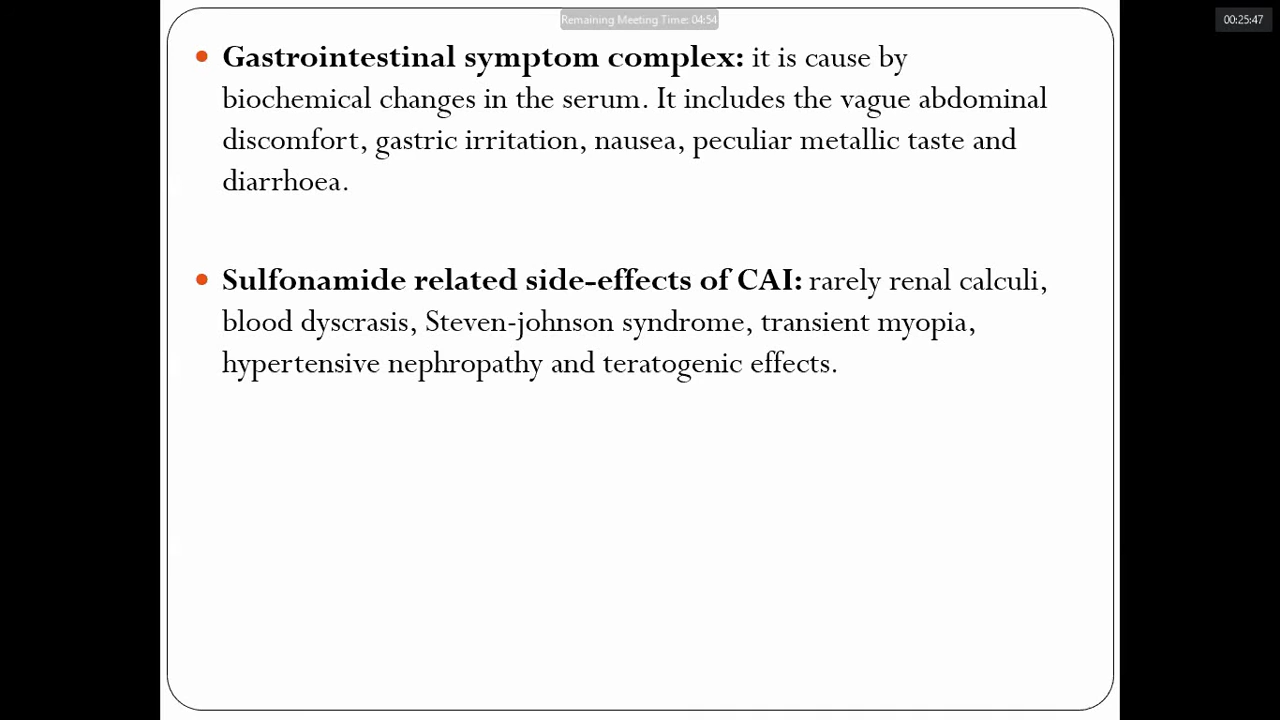 Remaining Meeting Time: 04:54
00:25:47
Gastrointestinal symptom complex: it is cause by
biochemical changes in the serum. It includes the vague abdominal
discomfort, gastric irritation, nausea, peculiar metallic taste and
diarrhoea.
Sulfonamide related side-effects of CAI: rarely renal calculi,
blood dyscrasis, Steven-johnson syndrome, transient myopia,
hypertensive nephropathy and teratogenic effects.